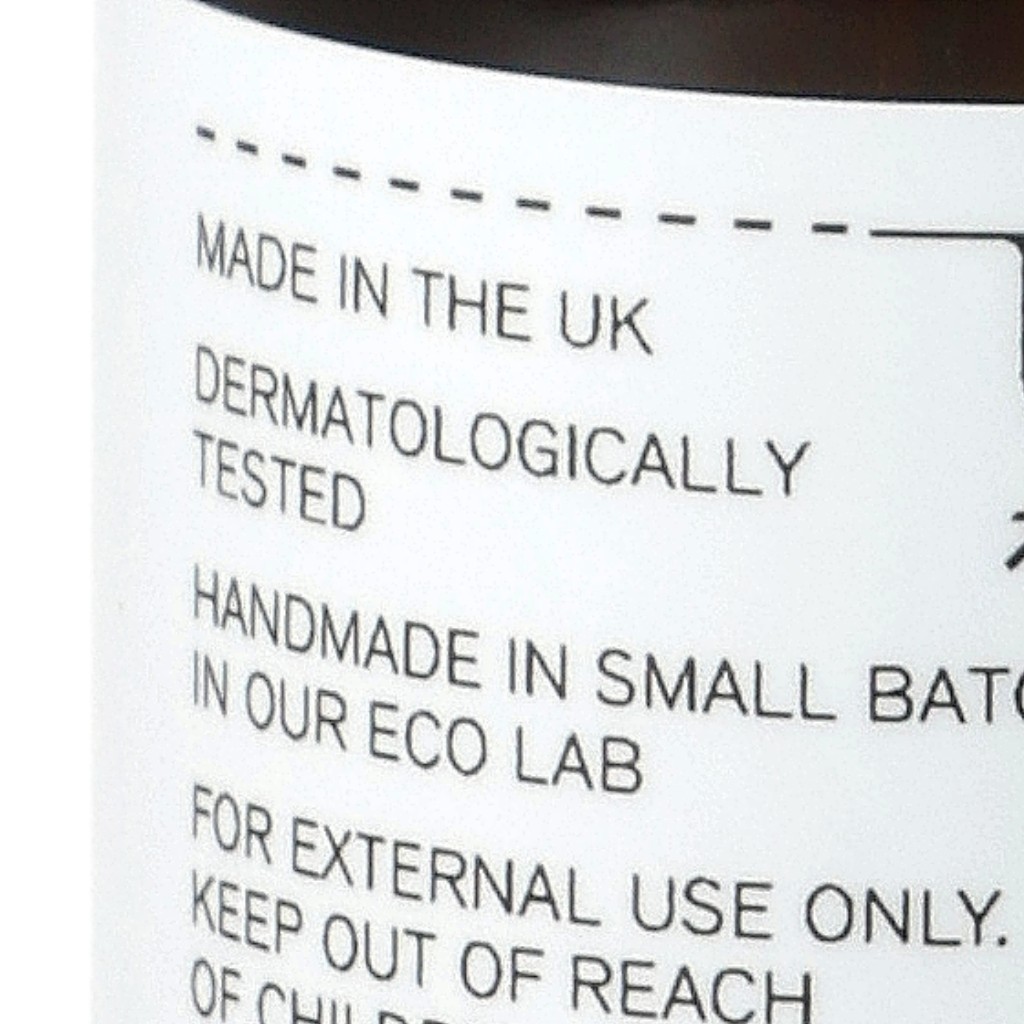 MADE IN THE UK
DERMATOLOGICALLY
TESTED
HANDMADE IN SMALL
IN OUR ECO LAB
FOR EXTERNAL USE ONLY.
KEEP OUT OF REACH
OF